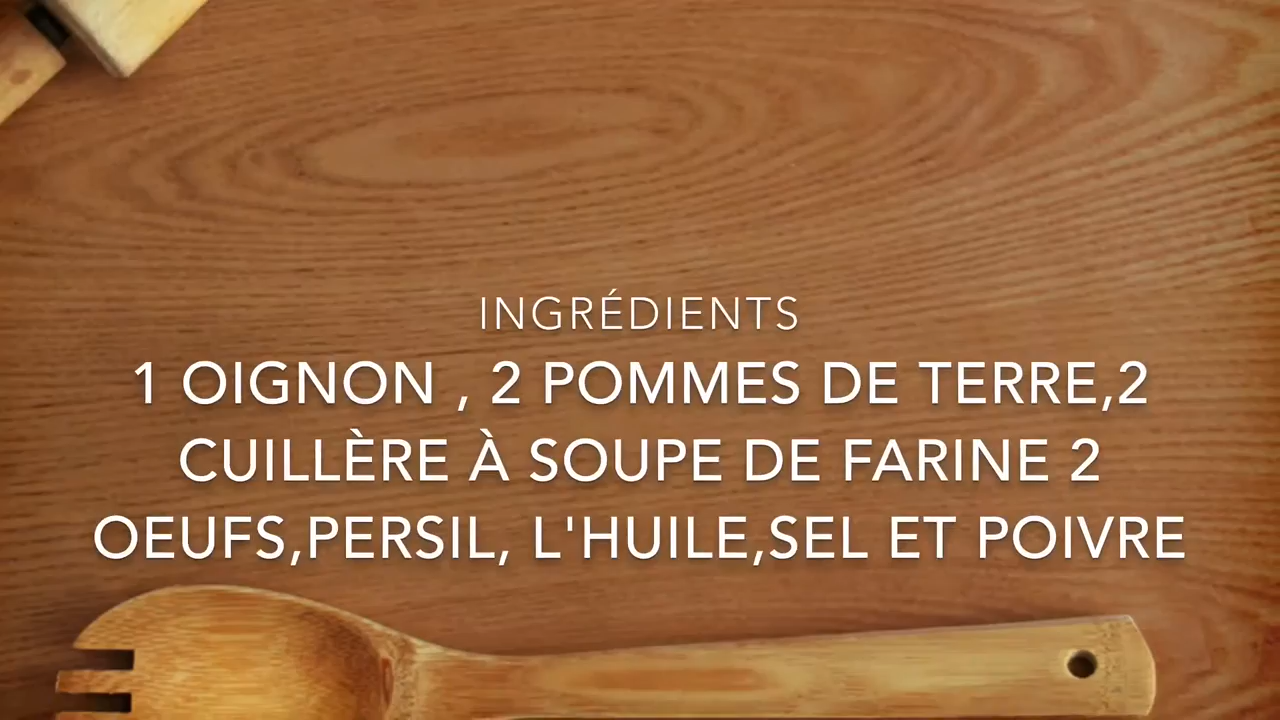 INGRÉDIENTS
1 OIGNON , 2 POMMES DE TERRE,2
CUILLÈRE À SOUPE DE FARINE 2
OEUFS,PERSIL, L'HUILE,SEL ET POIVRE